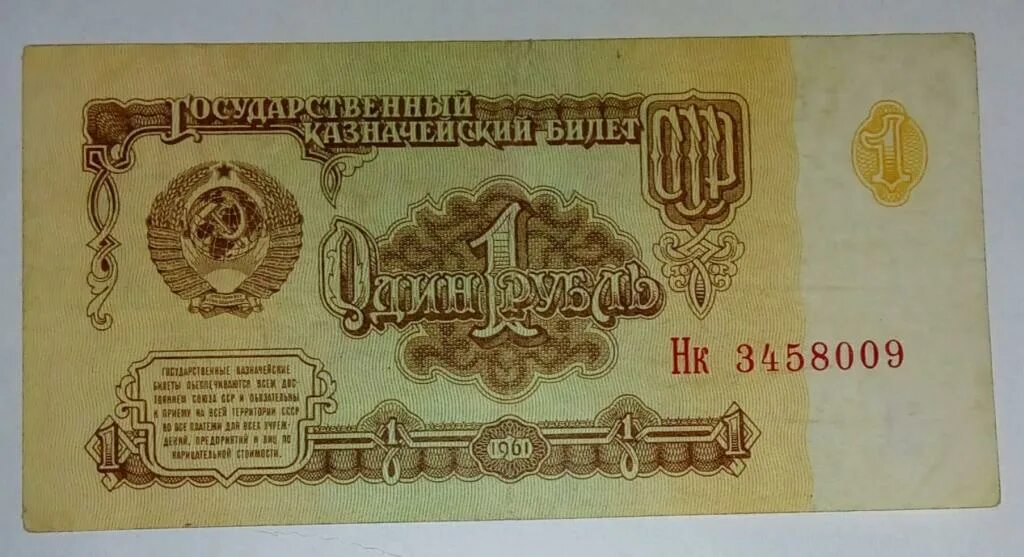 Государственный
казначейский билет
СССР
1
Один 1 рубль
Нк 3458009
Государственные казначейские
билеты обеспечиваются всем дос-
тоянием Союза ССР и обязательны
к приему на всей территории СССР
во все платежи для всех учреж-
дений, предприятий и лиц по
нарицательной стоимости.
1 1 1961 1 1